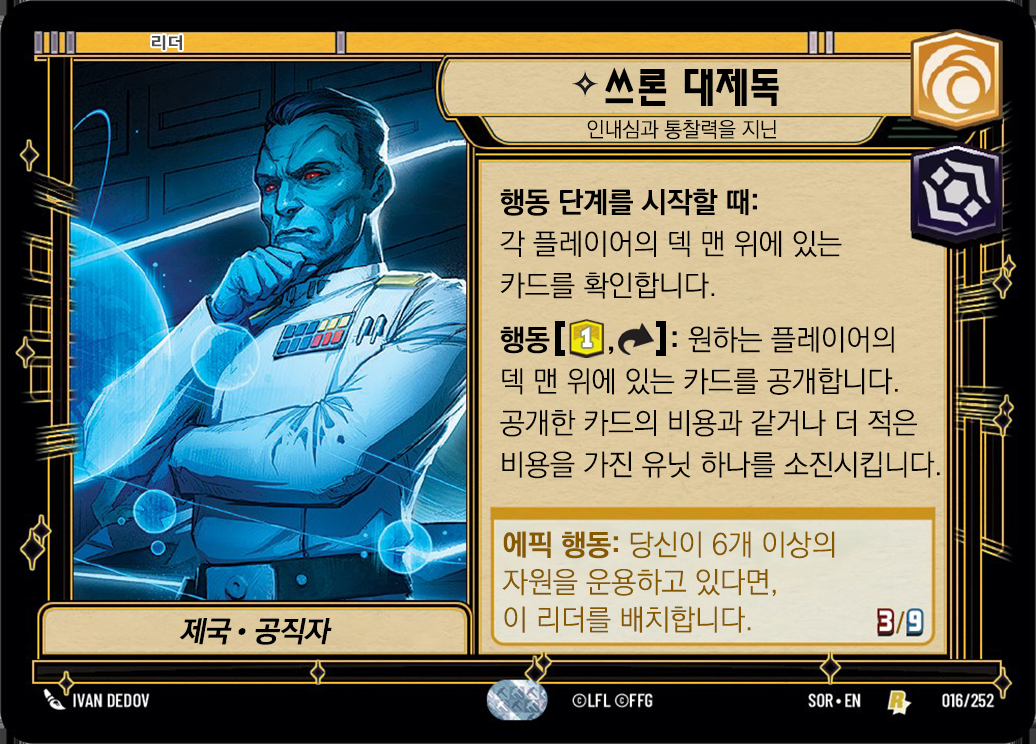 리더
쓰론 대제독
인내심과 통찰력을 지닌
행동 단계를 시작할 때:
각 플레이어의 덱 맨 위에 있는
카드를 확인합니다.
행동[1, ]: 원하는 플레이어의
덱 맨 위에 있는 카드를 공개합니다.
공개한 카드의 비용과 같거나 더 적은
비용을 가진 유닛 하나를 소진시킵니다.
에픽 행동: 당신이 6개 이상의
자원을 운용하고 있다면,
이 리더를 배치합니다.
3/9
제국 • 공직자
IVAN DEDOV
©LFL ©FFG
SOR • EN
R
016/252